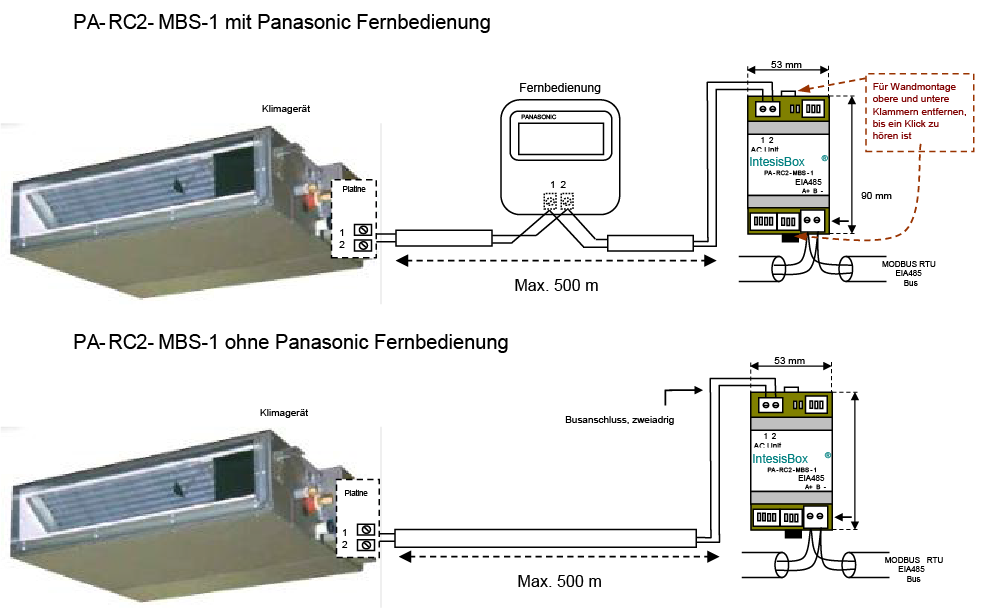 PA-RC2-MBS-1 mit Panasonic Fernbedienung
53 mm
Für Wandmontage
obere und untere
Klammern entfernen,
bis ein Klick zu
hören ist
Fernbedienung
Klimagerät
PANASONIC
1 2
AC Unit
IntesisBox ®
PA-RC2-MBS-1
EIA485
A+ B -
90 mm
Platine
1 2
1
2
MODBUS RTU
EIA485
Bus
Max. 500 m
PA-RC2-MBS-1 ohne Panasonic Fernbedienung
53 mm
Klimagerät
Busanschluss, zweiadrig
1 2
AC Unit
IntesisBox ®
PA-RC2-MBS-1
EIA485
A+ B -
Platine
1
2
MODBUS RTU
EIA485
Bus
Max. 500 m